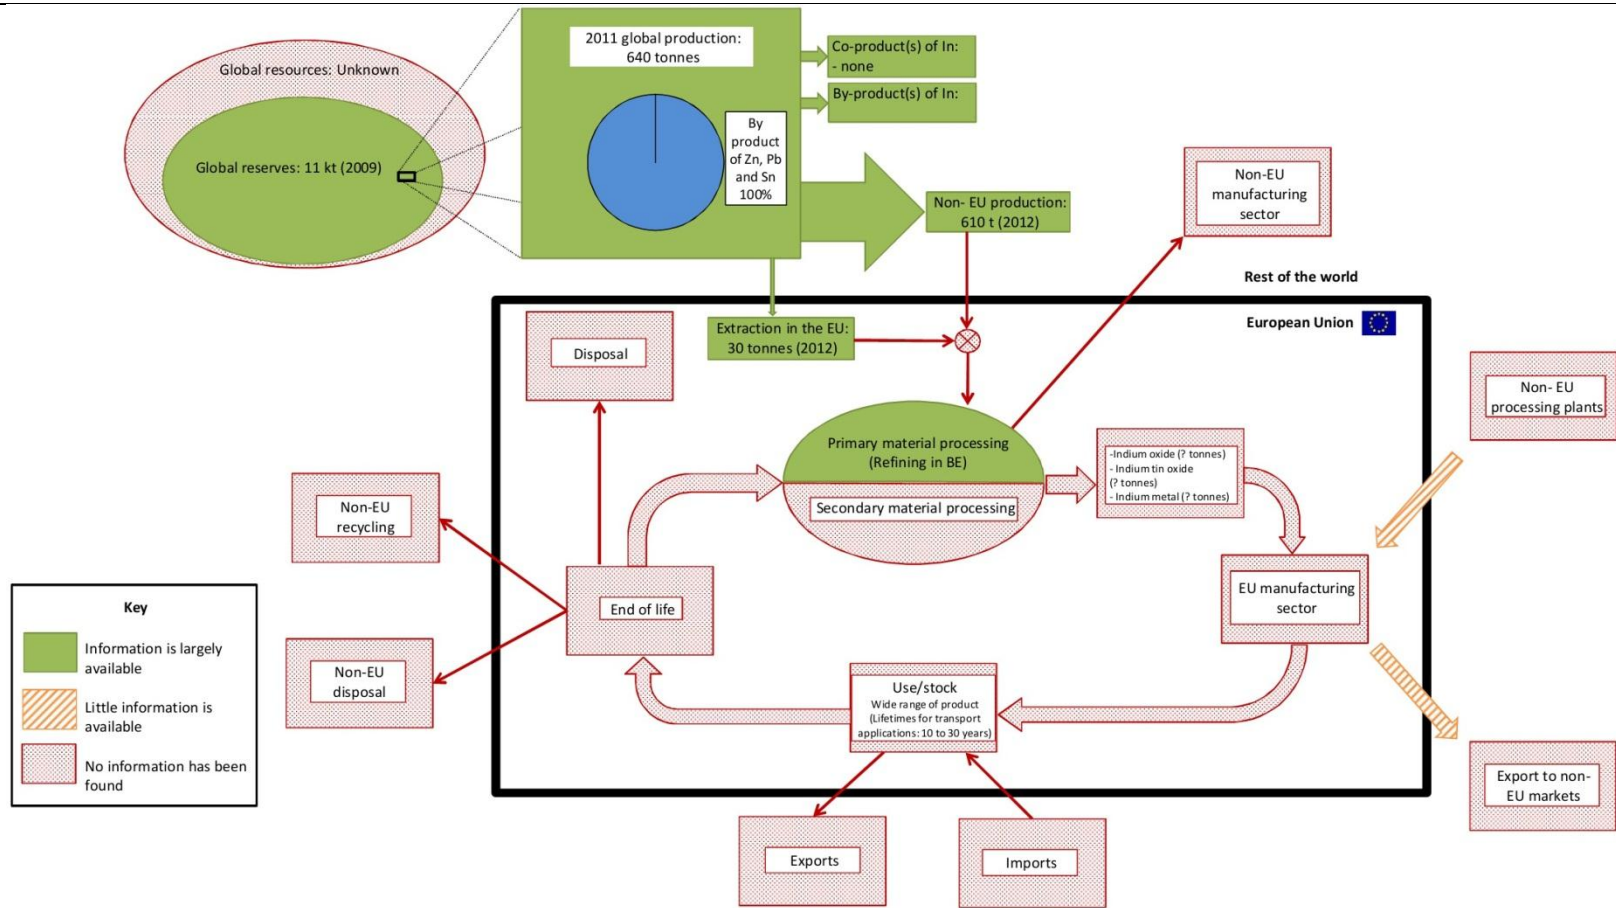 Global resources: Unknown
Global reserves: 11 kt (2009)
2011 global production:
640 tonnes
By
product
of Zn, Pb
and Sn
100%
Co-product(s) of In:
- none
By-product(s) of In:
Non- EU production:
610 t (2012)
Non-EU
manufacturing
sector
Rest of the world
European Union
Extraction in the EU:
30 tonnes (2012)
Disposal
Non- EU
processing plants
Primary material processing
(Refining in BE)
Secondary material processing
-Indium oxide (? tonnes)
- Indium tin oxide
(? tonnes)
- Indium metal (? tonnes)
Non-EU
recycling
End of life
EU manufacturing
sector
Non-EU
disposal
Use/stock
Wide range of product
(Lifetimes for transport
applications: 10 to 30 years)
Export to non-
EU markets
Exports
Imports
Key
Information is largely
available
Little information is
available
No information has been
found